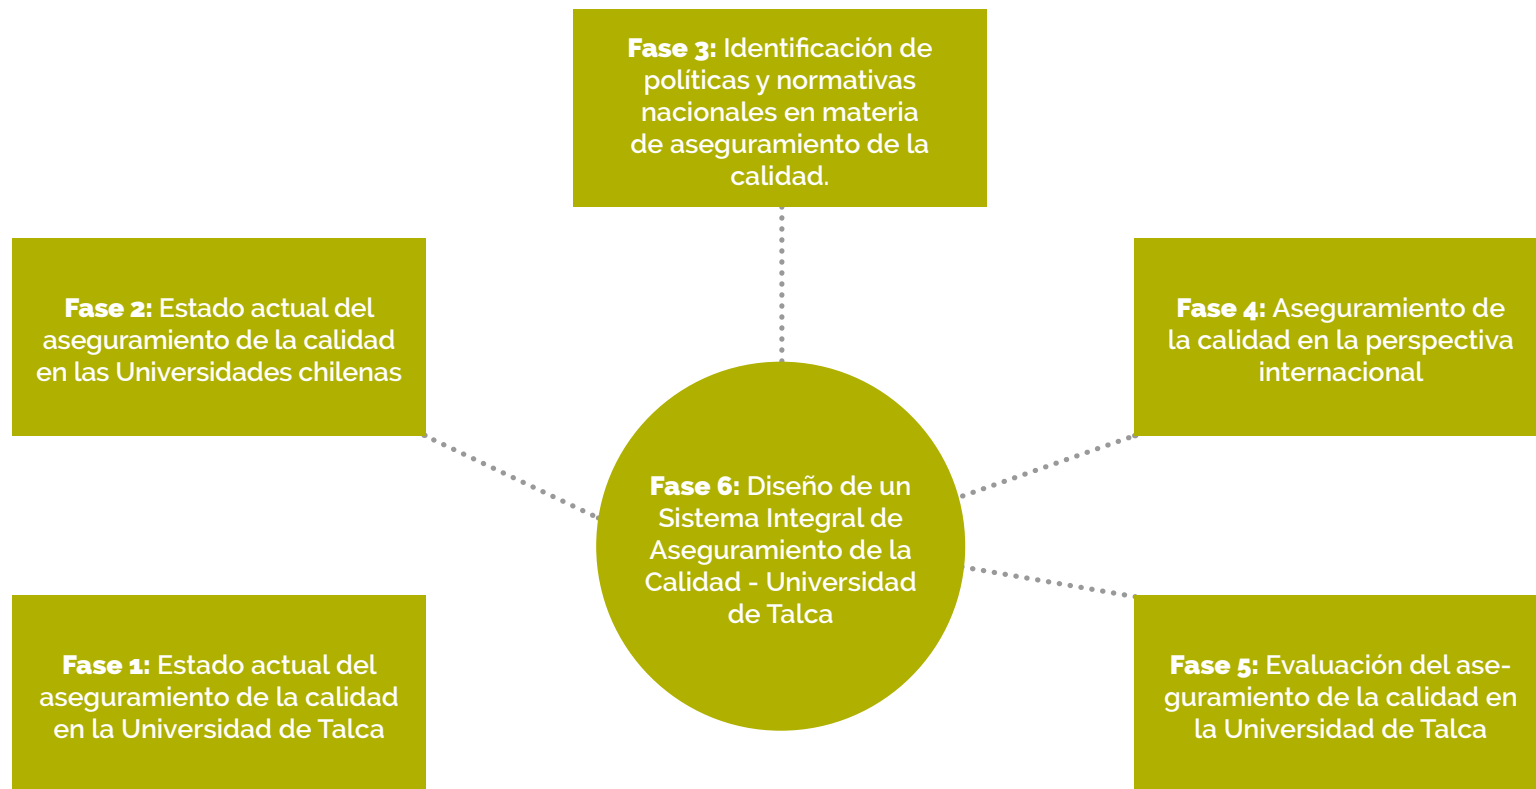 Fase 3: Identificación de
políticas y normativas
nacionales en materia
de aseguramiento de la
calidad.
Fase 2: Estado actual del
aseguramiento de la calidad
en las Universidades chilenas
Fase 4: Aseguramiento de
la calidad en la perspectiva
internacional
Fase 6: Diseño de un
Sistema Integral de
Aseguramiento de la
Calidad - Universidad
de Talca
Fase 1: Estado actual del
aseguramiento de la calidad
en la Universidad de Talca
Fase 5: Evaluación del ase-
guramiento de la calidad en
la Universidad de Talca